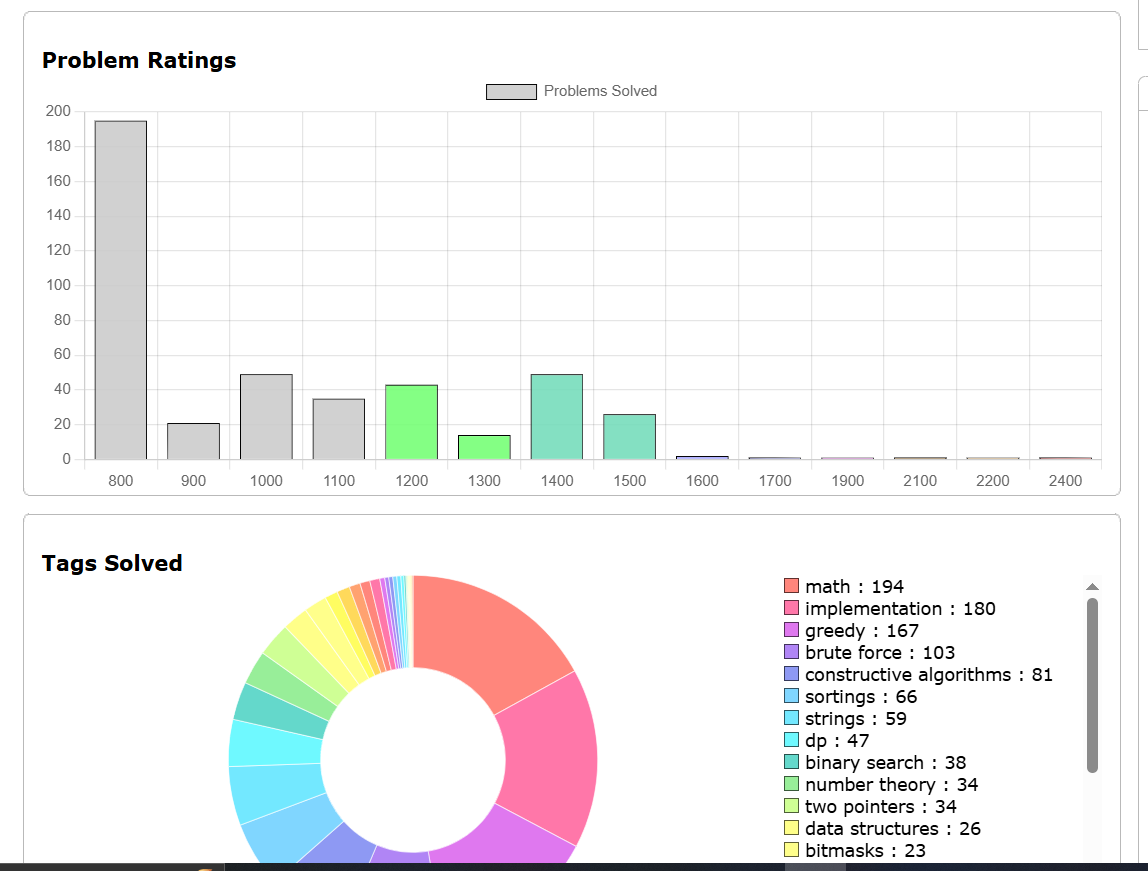 Problem Ratings
Problems Solved
200
180
160
140
120
100
80
60
40
20
0
800 900 1000 1100 1200 1300 1400 1500 1600 1700 1900 2100 2200 2400
Tags Solved
math : 194
implementation : 180
greedy : 167
brute force : 103
constructive algorithms : 81
sortings : 66
strings : 59
dp : 47
binary search : 38
number theory : 34
two pointers : 34
data structures : 26
bitmasks : 23